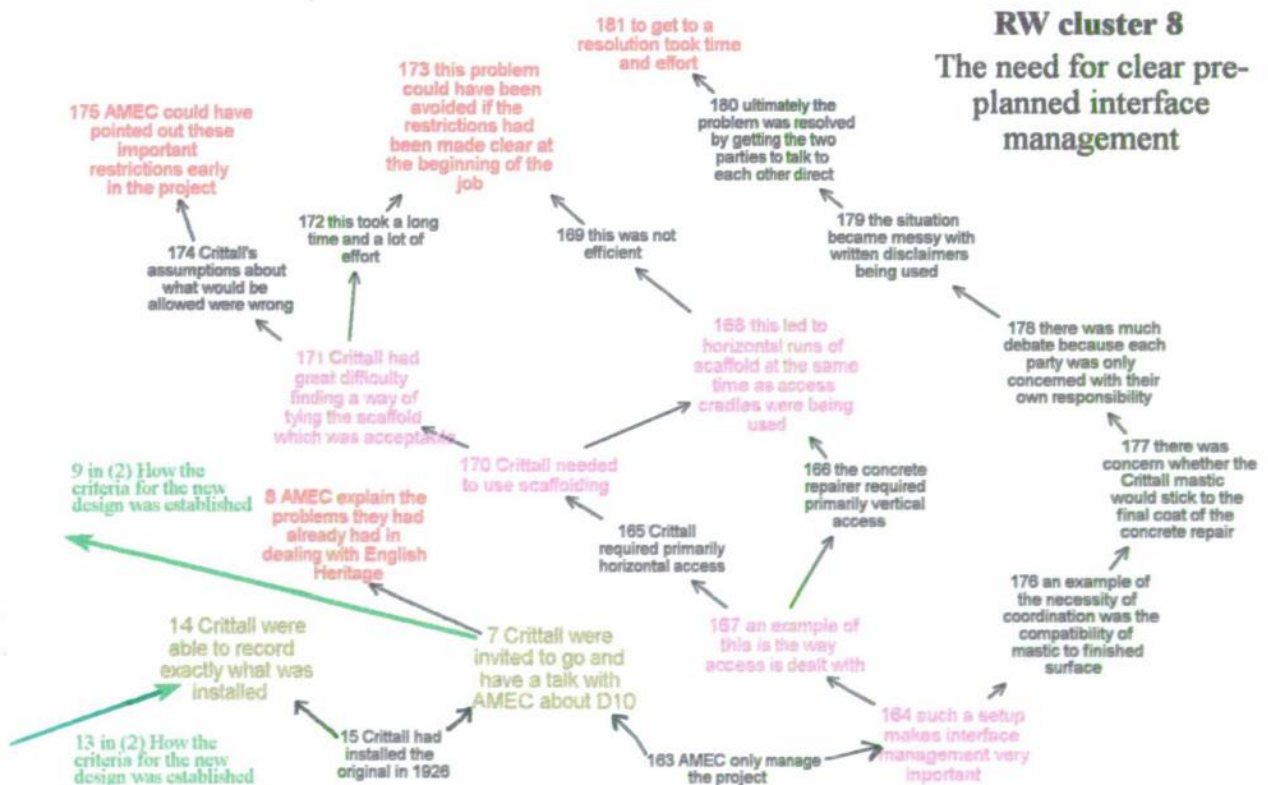 RW cluster 8
The need for clear pre-
planned interface
management
181 to get to a
resolution took time
and effort
173 this problem
could have been
avoided if the
restrictions had
been made clear at
the beginning of the
job
175 AMEC could have
pointed out these
important
restrictions early
in the project
180 ultimately the
problem was resolved
by getting the two
parties to talk to
each other direct
172 this took a long
time and a lot of
effort
169 this was not
efficient
179 the situation
became messy with
written disclaimers
being used
174 Crittall's
assumptions about
what would be
allowed were wrong
171 Crittall had
great difficulty
finding a way of
tying the scaffold
which was acceptable
168 this led to
horizontal runs of
scaffold at the same
time as access
cradles were being
used
178 there was much
debate because each
party was only
concerned with their
own responsibility
177 there was
concern whether the
Crittall mastic
would stick to the
final coat of the
concrete repair
9 in (2) How the
criteria for the new
design was established
170 Crittall needed
to use scaffolding
166 the concrete
repairer required
primarily vertical
access
8 AMEC explain the
problems they had
already had in
dealing with English
Heritage
165 Crittall
required primarily
horizontal access
176 an example of
the necessity of
coordination was the
compatibility of
mastic to finished
surface
14 Crittall were
able to record
exactly what was
installed
7 Crittall were
invited to go and
have a talk with
AMEC about D10
167 an example of
this is the way
access is dealt with
164 such a setup
makes interface
management very
important
13 in (2) How the
criteria for the new
design was established
15 Crittall had
installed the
original in 1926
163 AMEC only manage
the project